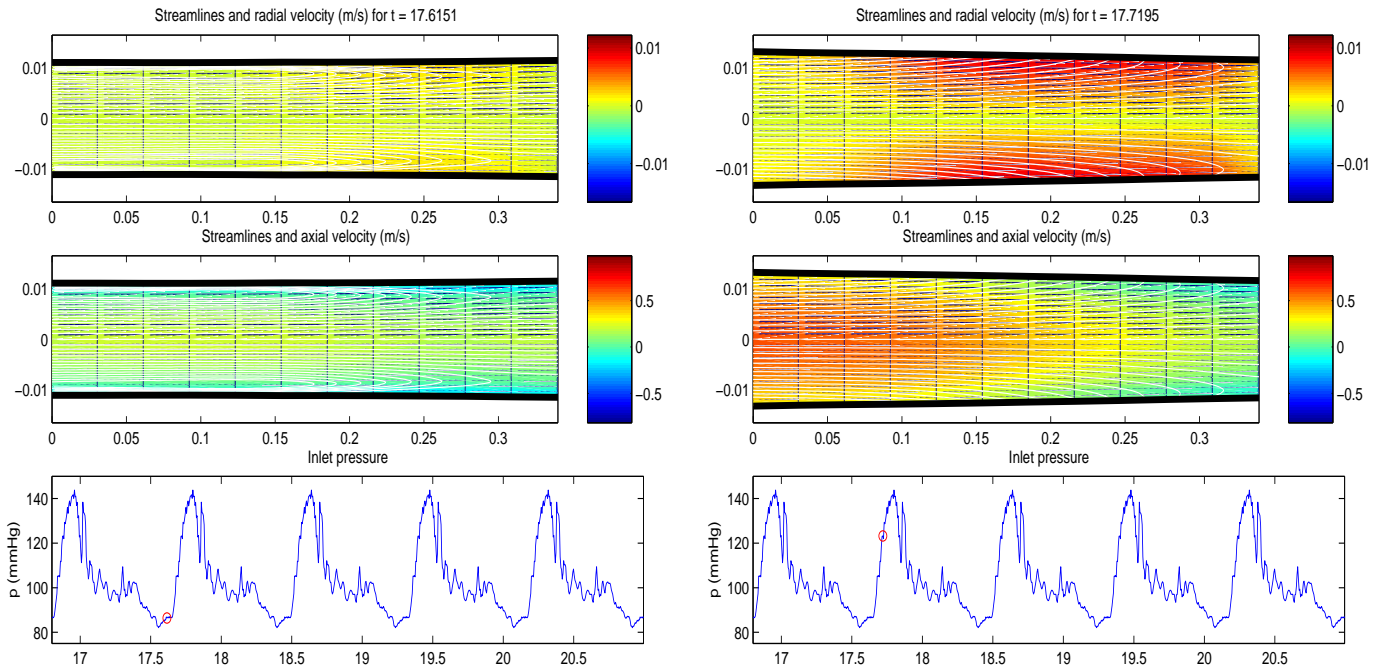 Streamlines and radial velocity (m/s) for t = 17.6151
0.01
0
−0.01
0 0.05 0.1 0.15 0.2 0.25 0.3
0.01
0
−0.01
Streamlines and axial velocity (m/s)
0.01
0
−0.01
0 0.05 0.1 0.15 0.2 0.25 0.3
0.5
0
−0.5
Inlet pressure
p (mmHg)
140
120
100
80
17 17.5 18 18.5 19 19.5 20 20.5
Streamlines and radial velocity (m/s) for t = 17.7195
0.01
0
−0.01
0 0.05 0.1 0.15 0.2 0.25 0.3
0.01
0
−0.01
Streamlines and axial velocity (m/s)
0.01
0
−0.01
0 0.05 0.1 0.15 0.2 0.25 0.3
0.5
0
−0.5
Inlet pressure
p (mmHg)
140
120
100
80
17 17.5 18 18.5 19 19.5 20 20.5